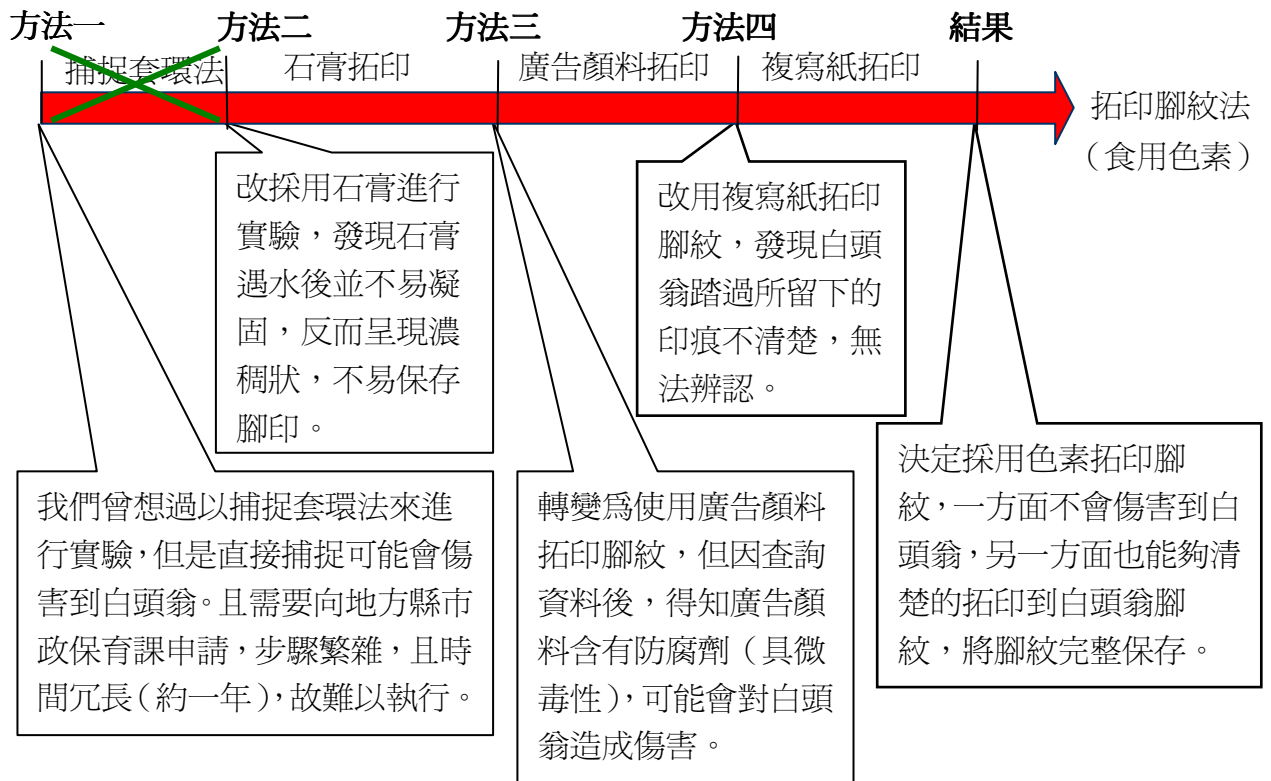 方法一 方法二 方法三 方法四 結果
捕捉套環法 石膏拓印 廣告顏料拓印 複寫紙拓印
拓印腳紋法
（食用色素）
改採用石膏進行
實驗，發現石膏
遇水後並不易凝
固，反而呈現濃
稠狀，不易保存
腳印。
改用複寫紙拓印
腳紋，發現白頭
翁踏過所留下的
印痕不清楚，無
法辨認。
我們曾想過以捕捉套環法來進
行實驗，但是直接捕捉可能會傷
害到白頭翁。且需要向地方縣市
政保育課申請，步驟繁雜，且時
間冗長（約一年），故難以執行。
轉變為使用廣告顏料
拓印腳紋，但因查詢
資料後，得知廣告顏
料含有防腐劑（具微
毒性），可能會對白頭
翁造成傷害。
決定採用色素拓印腳
紋，一方面不會傷害到白
頭翁，另一方面也能夠清
楚的拓印到白頭翁腳
紋，將腳紋完整保存。